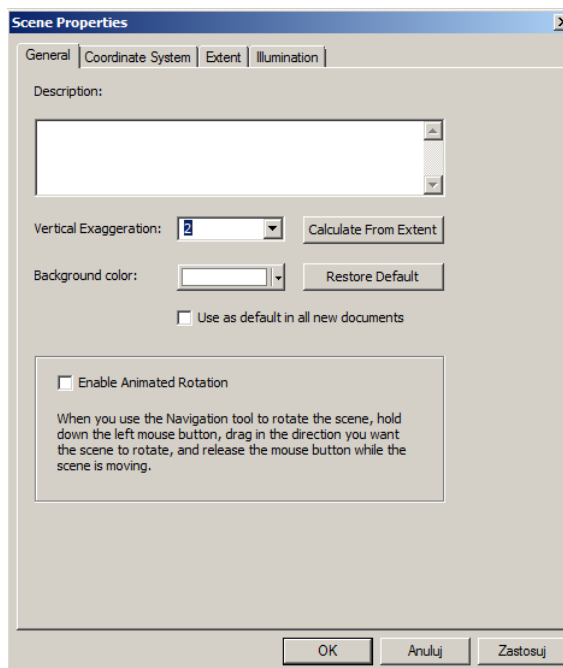 Scene Properties
General Coordinate System Extent Illumination
Description:
Vertical Exaggeration: 2 Calculate From Extent
Background color: Restore Default
Use as default in all new documents
Enable Animated Rotation
When you use the Navigation tool to rotate the scene, hold
down the left mouse button, drag in the direction you want
the scene to rotate, and release the mouse button while the
scene is moving.
OK Anuluj Zastosuj